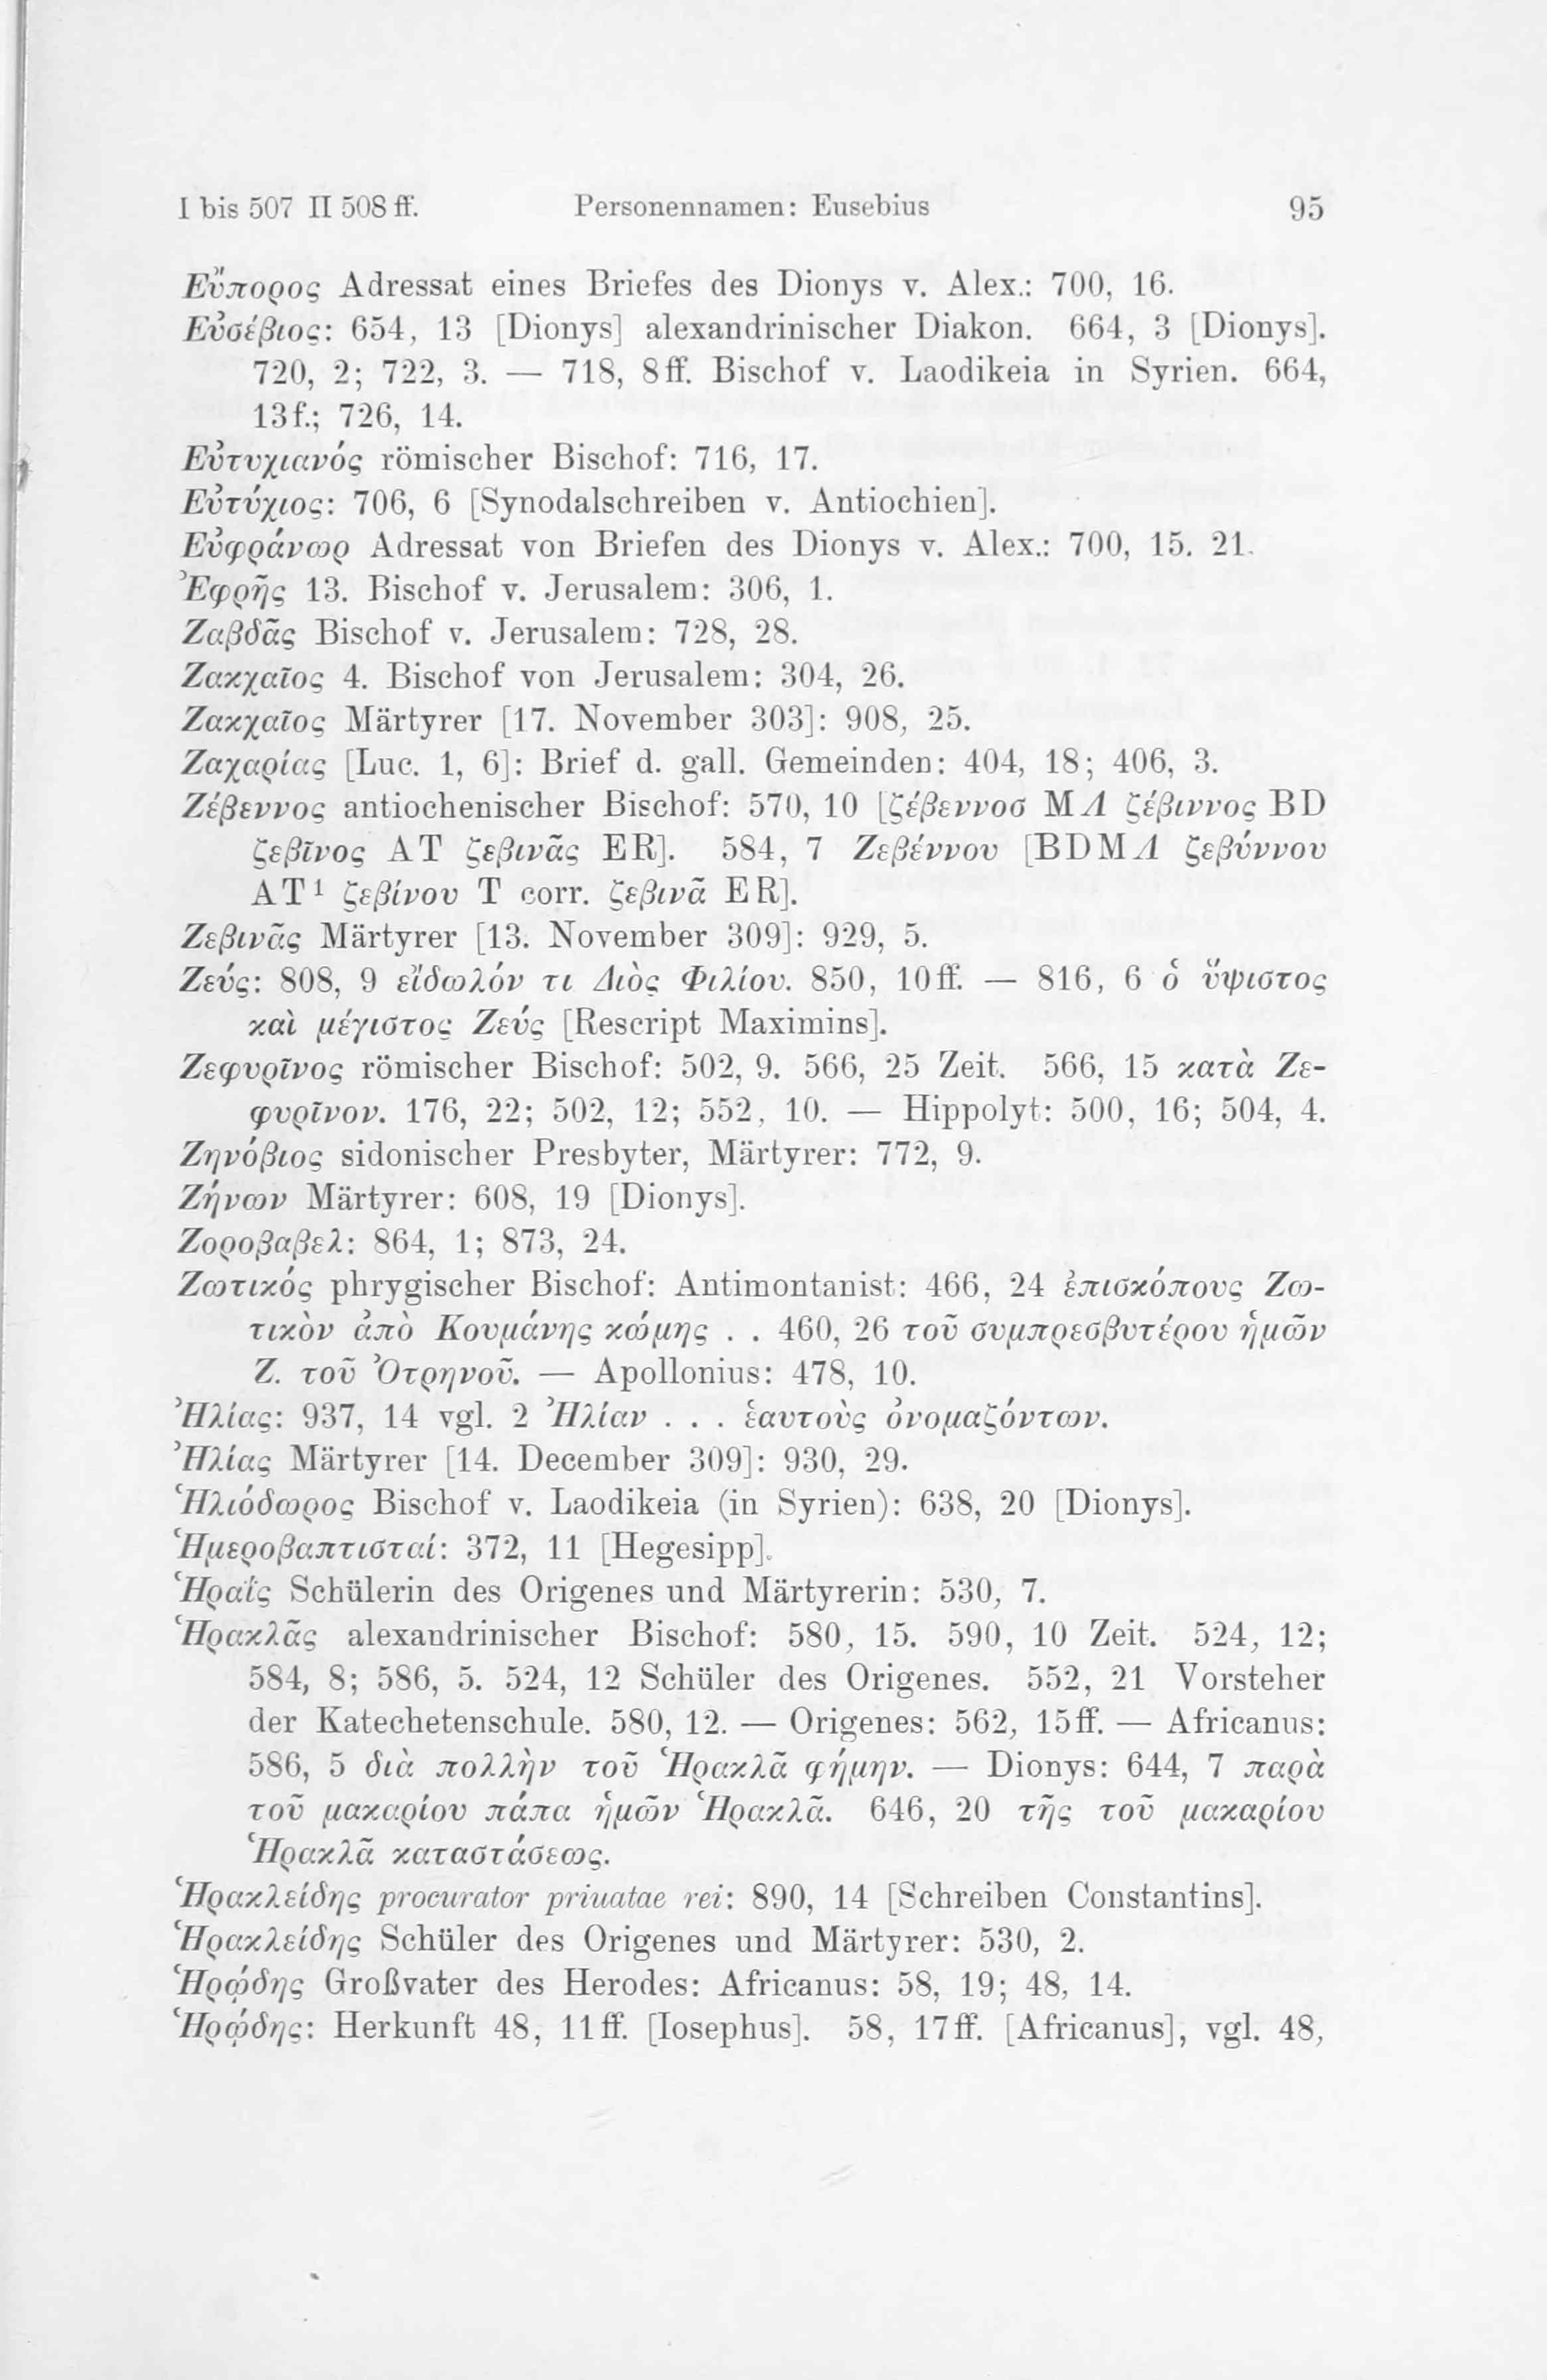 I bis 507 II 508 ff. Personennamen: Eusebius 95
Εὔπορος Adressat eines Briefes des Dionys v. Alex.: 700, 16.
Εὐσέβιος: 654, 13 [Dionys] alexandrinischer Diakon. 664, 3 [Dionys].
720, 2; 722, 3. — 718, 8 ff. Bischof v. Laodikeia in Syrien. 664,
13 f.; 726, 14.
Εὐτυχιανός römischer Bischof: 716, 17.
Εὐτύχιος: 706, 6 [Synodalschreiben v. Antiochien].
Εὐφράνωρ Adressat von Briefen des Dionys v. Alex.: 700, 15. 21.
Ἐφρῆς 13. Bischof v. Jerusalem: 306, 1.
Ζαβδᾶς Bischof v. Jerusalem: 728, 28.
Ζακχαῖος 4. Bischof von Jerusalem: 304, 26.
Ζακχαῖος Märtyrer [17. November 303]: 908, 25.
Ζαχαρίας [Luc. 1, 6]: Brief d. gall. Gemeinden: 404, 18; 406, 3.
Ζέβεννος antiochenischer Bischof: 570, 10 [ζέβεννοσ M Λ ζέβιννος BD
ζεβῖνος AT ζεβινᾶς ER]. 584, 7 Ζεβέννου [BDMΛ ζεβύννου
AT¹ ζεβίνου T corr. ζεβινᾶ ER].
Ζεβινᾶς Märtyrer [13. November 309]: 929, 5.
Ζεύς: 808, 9 εἴδωλόν τι Διὸς Φιλίου. 850, 10 ff. — 816, 6 ὁ ὕψιστος
καὶ μέγιστος Ζεύς [Rescript Maximins].
Ζεφυρῖνος römischer Bischof: 502, 9. 566, 25 Zeit. 566, 15 κατὰ Ζε-
φυρῖνον. 176, 22; 502, 12; 552, 10. — Hippolyt: 500, 16; 504, 4.
Ζηνόβιος sidonischer Presbyter, Märtyrer: 772, 9.
Ζήνων Märtyrer: 608, 19 [Dionys].
Ζοροβαβελ: 864, 1; 873, 24.
Ζωτικός phrygischer Bischof: Antimontanist: 466, 24 ἐπισκόπους Ζω-
τικὸν ἀπὸ Κουμάνης κώμης . . 460, 26 τοῦ συμπρεσβυτέρου ἡμῶν
Ζ. τοῦ Ὀτρηνοῦ. — Apollonius: 478, 10.
Ἠλίας: 937, 14 vgl. 2 Ἠλίαν . . . ἑαυτοὺς ὀνομαζόντων.
Ἠλίας Märtyrer [14. December 309]: 930, 29.
Ἡλιόδωρος Bischof v. Laodikeia (in Syrien): 638, 20 [Dionys].
Ἡμεροβαπτισταί: 372, 11 [Hegesipp].
Ἡραΐς Schülerin des Origenes und Märtyrerin: 530, 7.
Ἡρακλᾶς alexandrinischer Bischof: 580, 15. 590, 10 Zeit. 524, 12;
584, 8; 586, 5. 524, 12 Schüler des Origenes. 552, 21 Vorsteher
der Katechetenschule. 580, 12. — Origenes: 562, 15 ff. — Africanus:
586, 5 διὰ πολλὴν τοῦ Ἡρακλᾶ φήμην. — Dionys: 644, 7 παρὰ
τοῦ μακαρίου πάπα ἡμῶν Ἡρακλᾶ. 646, 20 τῆς τοῦ μακαρίου
Ἡρακλᾶ καταστάσεως.
Ἡρακλείδης procurator priuatae rei: 890, 14 [Schreiben Constantins].
Ἡρακλείδης Schüler des Origenes und Märtyrer: 530, 2.
Ἡρῴδης Großvater des Herodes: Africanus: 58, 19; 48, 14.
Ἡρῴδης: Herkunft 48, 11 ff. [Iosephus]. 58, 17 ff. [Africanus], vgl. 48,